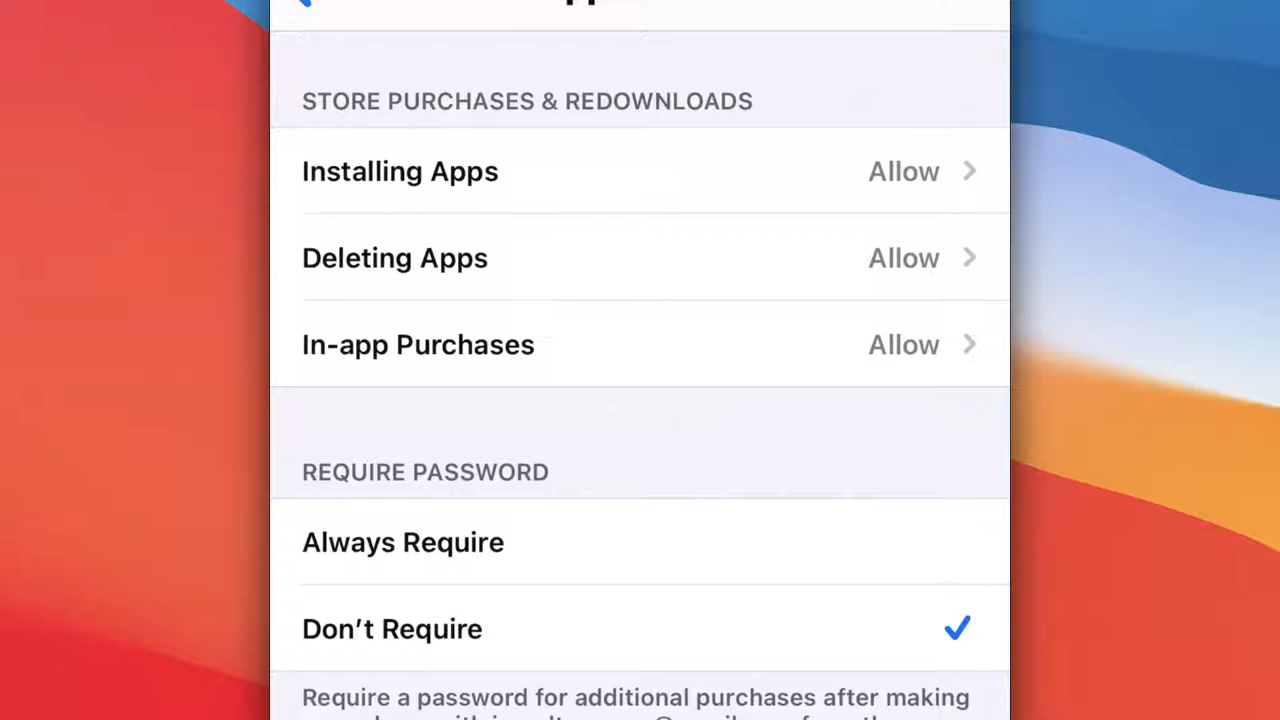 STORE PURCHASES & REDOWNLOADS
Installing Apps Allow
Deleting Apps Allow
In-app Purchases Allow
REQUIRE PASSWORD
Always Require
Don’t Require
Require a password for additional purchases after making